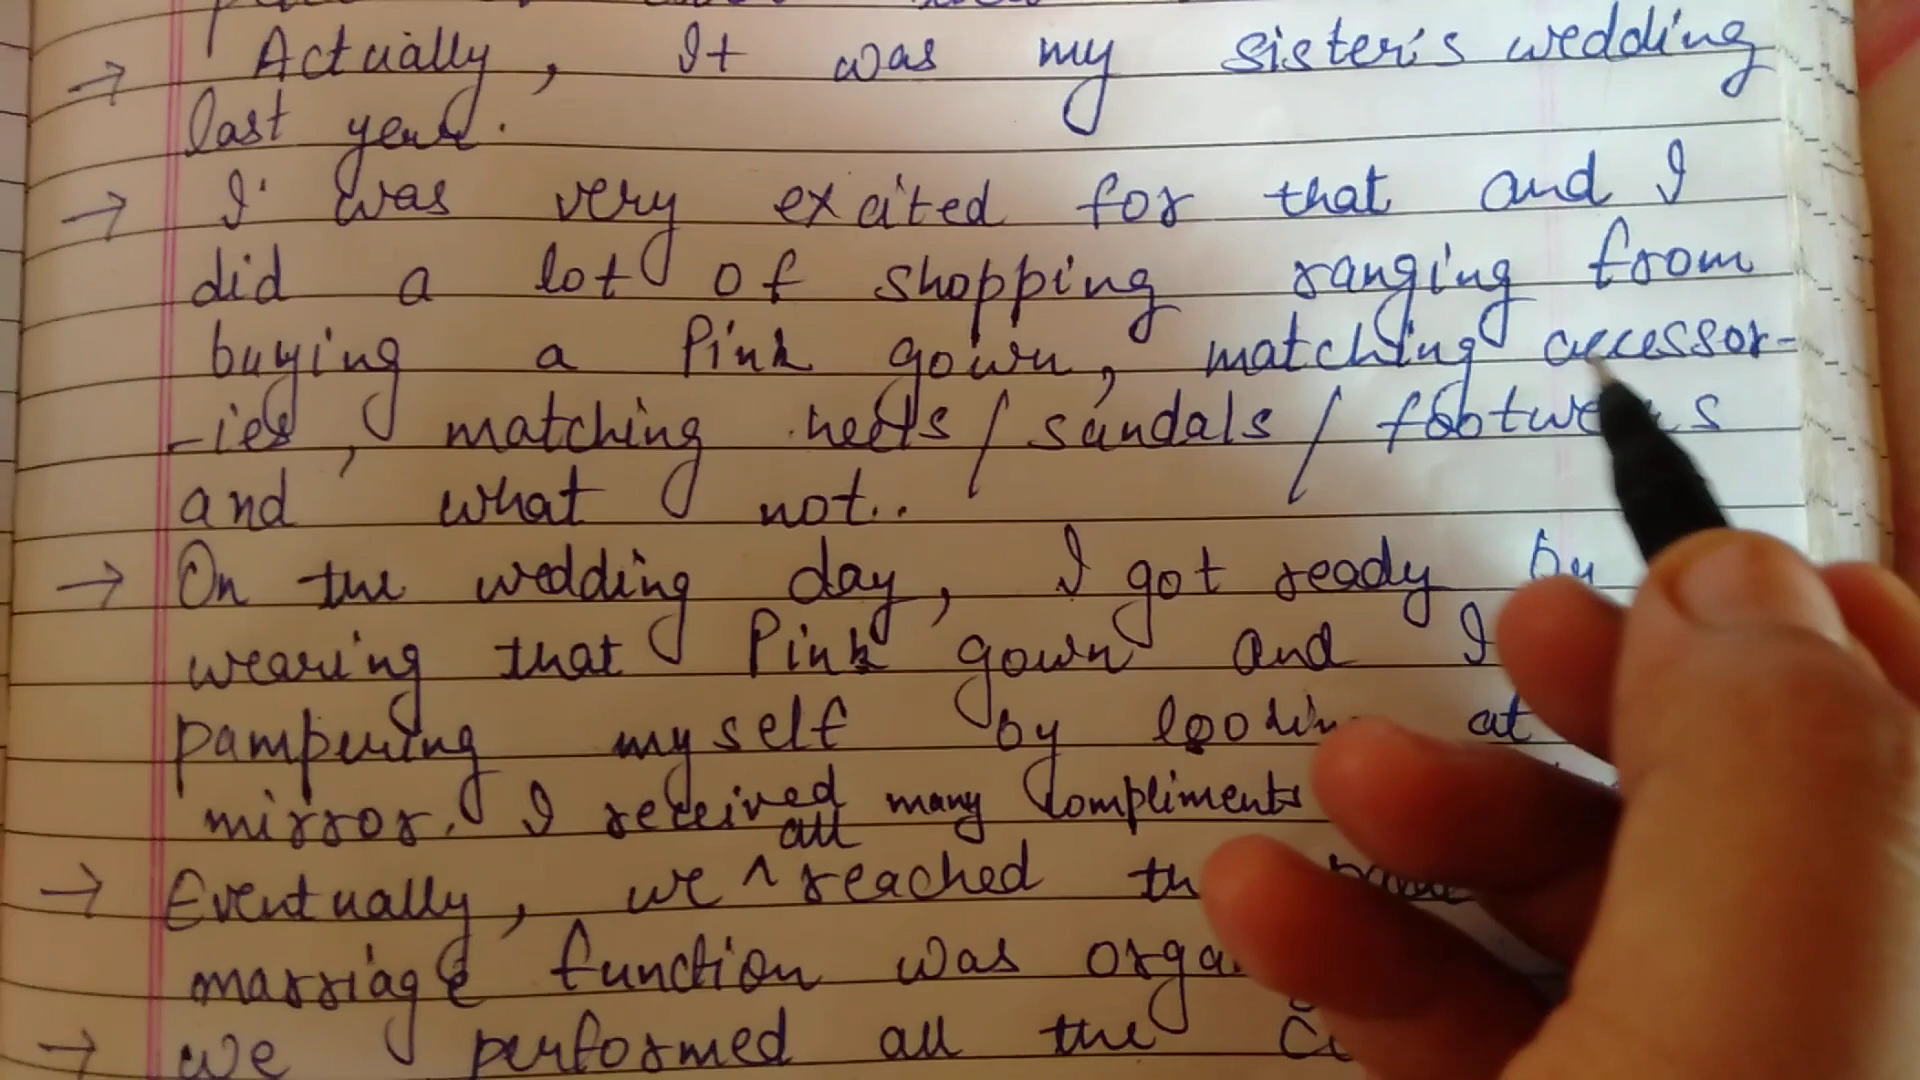 → Actually, It was my sister's wedding
last year.
→ I was very excited for that and I
did a lot of shopping ranging from
buying a Pink gown, matching accessor-
-ies, matching heels / sandals / footwears
and what not..
→ On the wedding day, I got ready by
wearing that Pink gown and I
pampering myself by looking at
mirror. I received many compliments
all
Eventually, we ^ reached
marriage function was
→ we performed all the